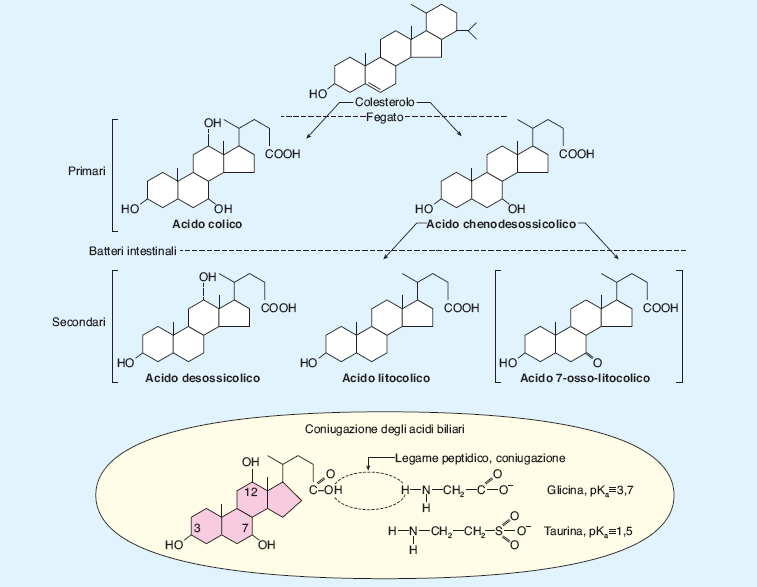 HO
Colesterolo
Fegato
Primari
OH
COOH
HO
OH
Acido colico
COOH
HO
OH
Acido chenodesossicolico
Batteri intestinali
Secondari
OH
COOH
HO
Acido desossicolico
COOH
HO
Acido litocolico
COOH
HO
O
Acido 7-osso-litocolico
Coniugazione degli acidi biliari
Legame peptidico, coniugazione
OH
12
3
7
HO
OH
O
C—OH
H—N—CH₂—C—O⁻
H
O
Glicina, pKₐ≡3,7
H—N—CH₂—CH₂—S—O⁻
H
O
O
Taurina, pKₐ≡1,5